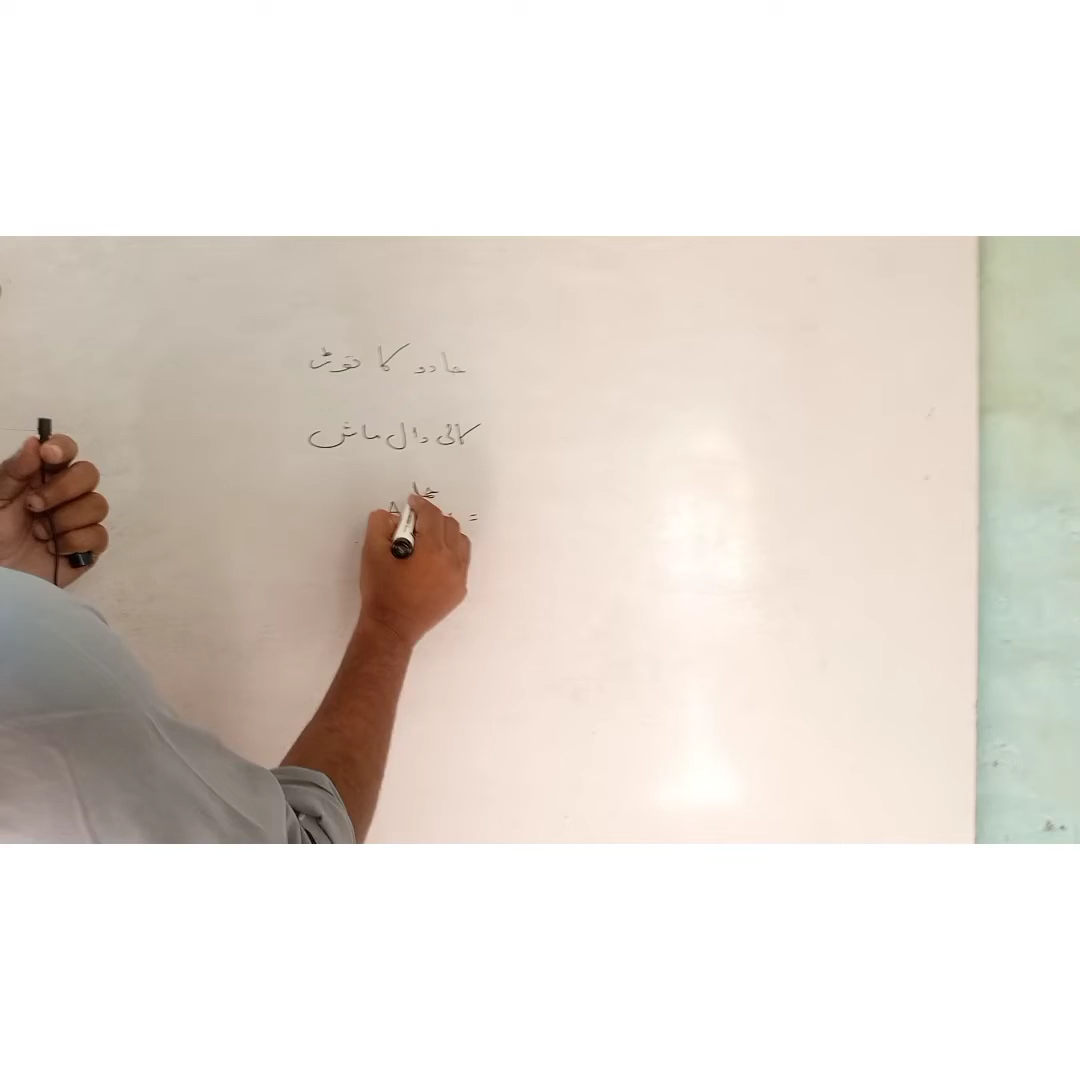 جادو کا توڑ
کالی دال ماش